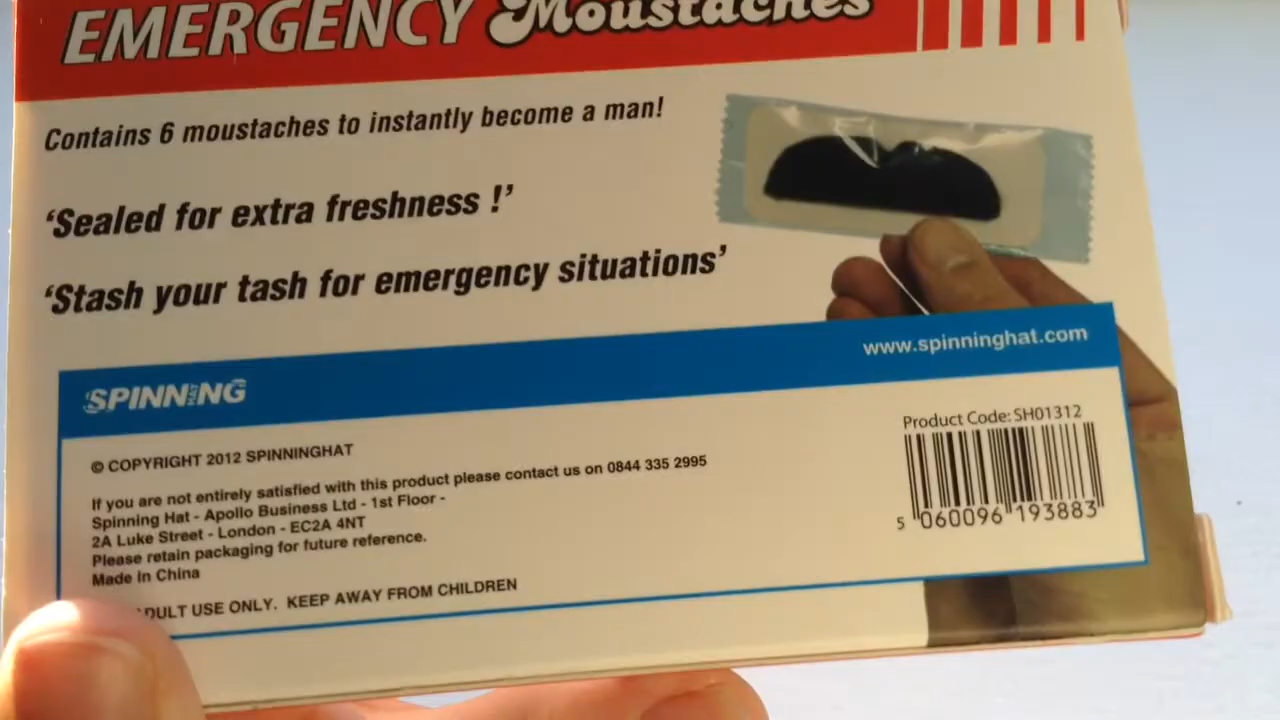 EMERGENCY Moustaches
Contains 6 moustaches to instantly become a man!
‘Sealed for extra freshness !’
‘Stash your tash for emergency situations’
www.spinninghat.com
SPINNING
HAT
Product Code: SH01312
© COPYRIGHT 2012 SPINNINGHAT
If you are not entirely satisfied with this product please contact us on 0844 335 2995
Spinning Hat - Apollo Business Ltd - 1st Floor -
2A Luke Street - London - EC2A 4NT
Please retain packaging for future reference.
Made In China
5 060096 193883
DULT USE ONLY. KEEP AWAY FROM CHILDREN